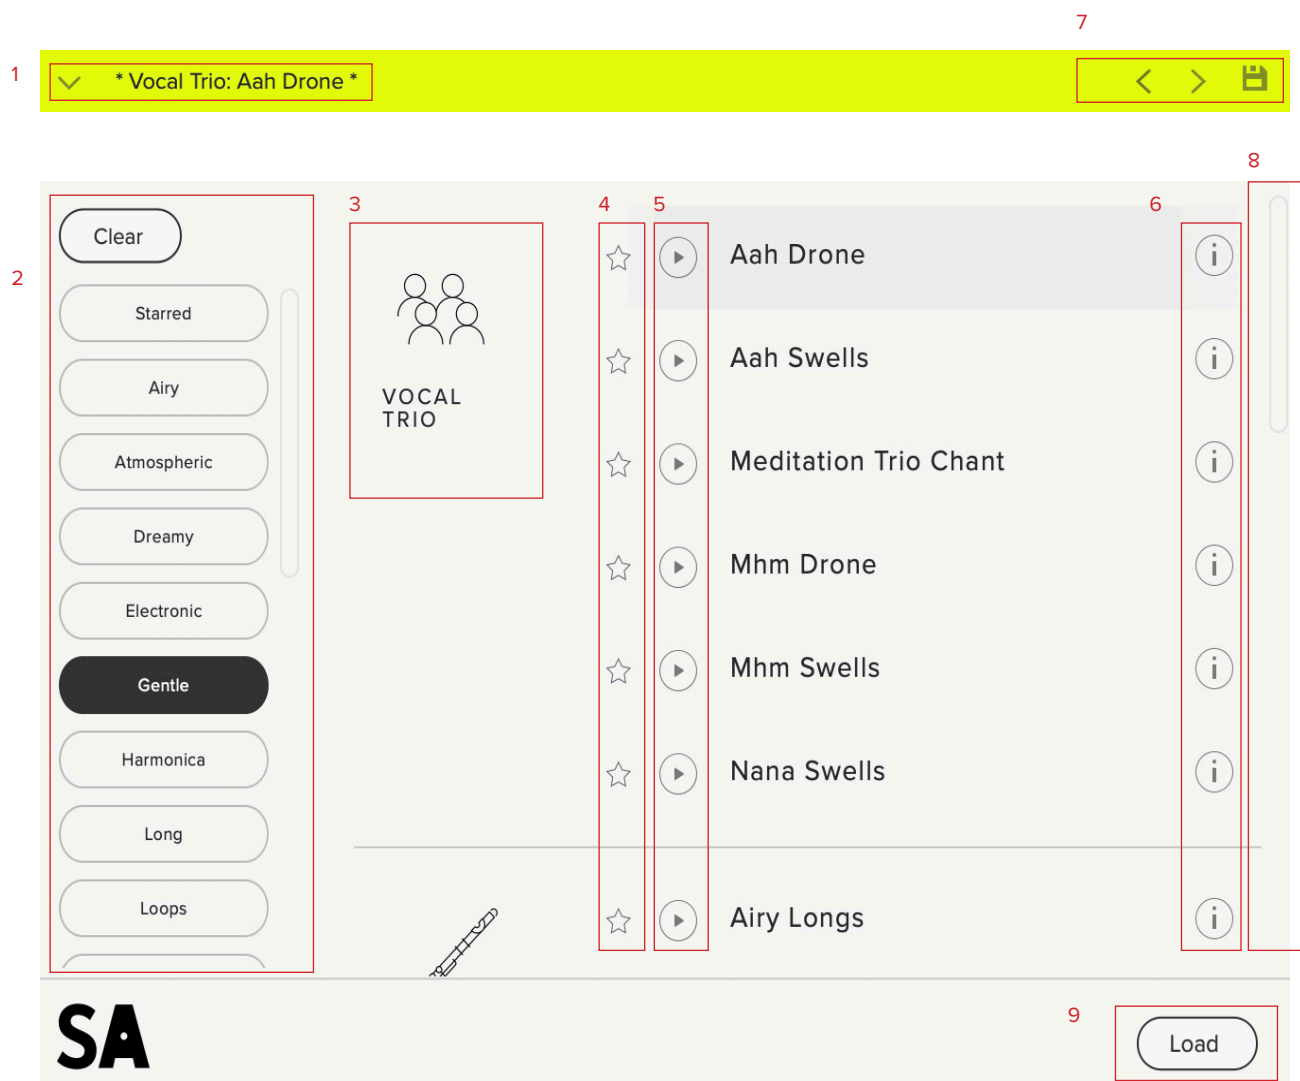 7
1
* Vocal Trio: Aah Drone *
8
2
Clear
Starred
Airy
Atmospheric
Dreamy
Electronic
Gentle
Harmonica
Long
Loops
3
VOCAL
TRIO
4
5
6
Aah Drone
i
Aah Swells
i
Meditation Trio Chant
i
Mhm Drone
i
Mhm Swells
i
Nana Swells
i
Airy Longs
i
SA
9
Load